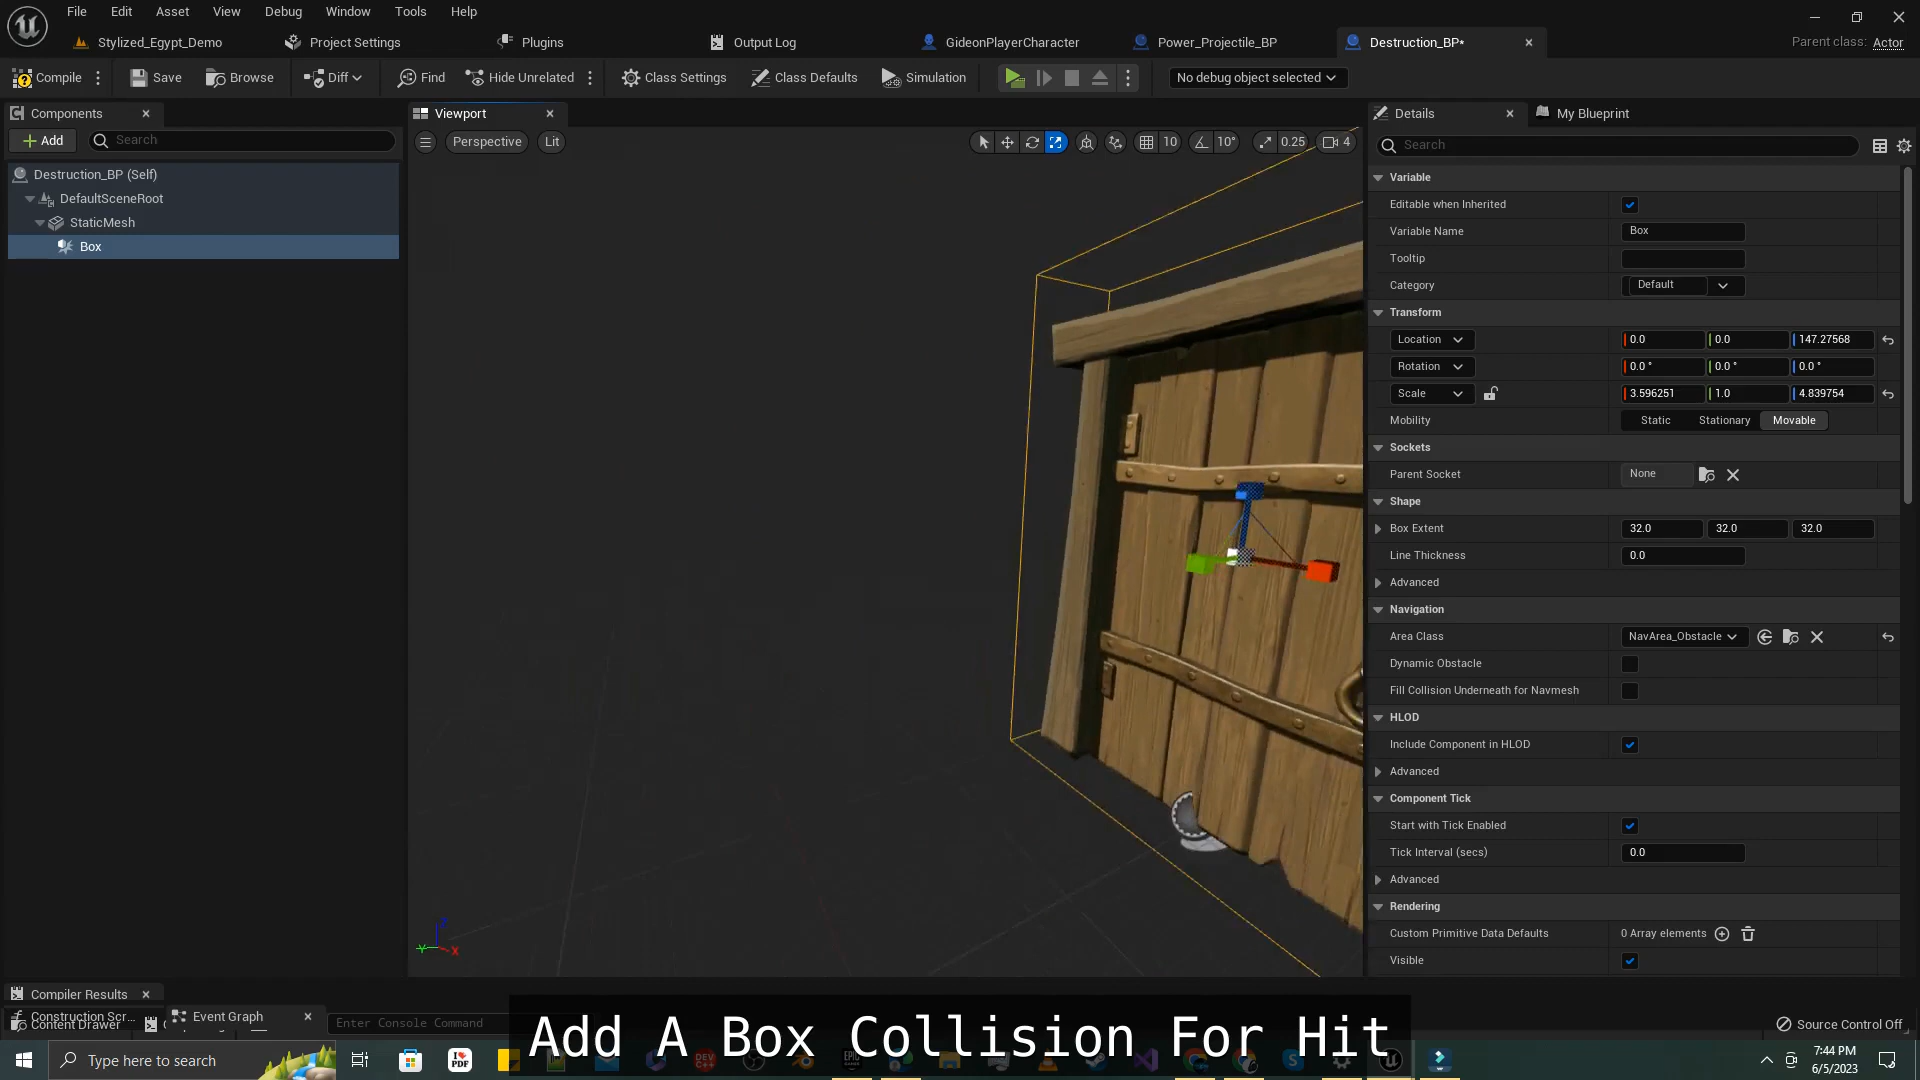 File Edit Asset View Debug Window Tools Help
Stylized_Egypt_Demo Project Settings Plugins Output Log GideonPlayerCharacter Power_Projectile_BP Destruction_BP* Parent class: Actor
Compile Save Browse Diff Find Hide Unrelated Class Settings Class Defaults Simulation No debug object selected
Components Viewport Details My Blueprint
Add Search Perspective Lit 10 10° 0.25 4 Search
Destruction_BP (Self)
DefaultSceneRoot
StaticMesh
Box
Variable
Editable when Inherited
Variable Name Box
Tooltip
Category Default
Transform
Location 0.0 0.0 147.27568
Rotation 0.0 ° 0.0 ° 0.0 °
Scale 3.596251 1.0 4.839754
Mobility Static Stationary Movable
Sockets
Parent Socket None
Shape
Box Extent 32.0 32.0 32.0
Line Thickness 0.0
Advanced
Navigation
Area Class NavArea_Obstacle
Dynamic Obstacle
Fill Collision Underneath for Navmesh
HLOD
Include Component in HLOD
Advanced
Component Tick
Start with Tick Enabled
Tick Interval (secs) 0.0
Advanced
Rendering
Custom Primitive Data Defaults 0 Array elements
Visible
Z
Y X
Compiler Results
Construction Scr... Event Graph
Content Drawer Enter Console Command
Source Control Off
Add A Box Collision For Hit
Type here to search
7:44 PM
6/5/2023